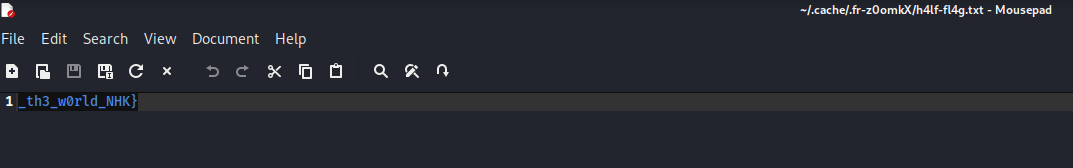 ~/.cache/.fr-z0omkX/h4lf-fl4g.txt - Mousepad
File Edit Search View Document Help
1 _th3_w0rld_NHK}